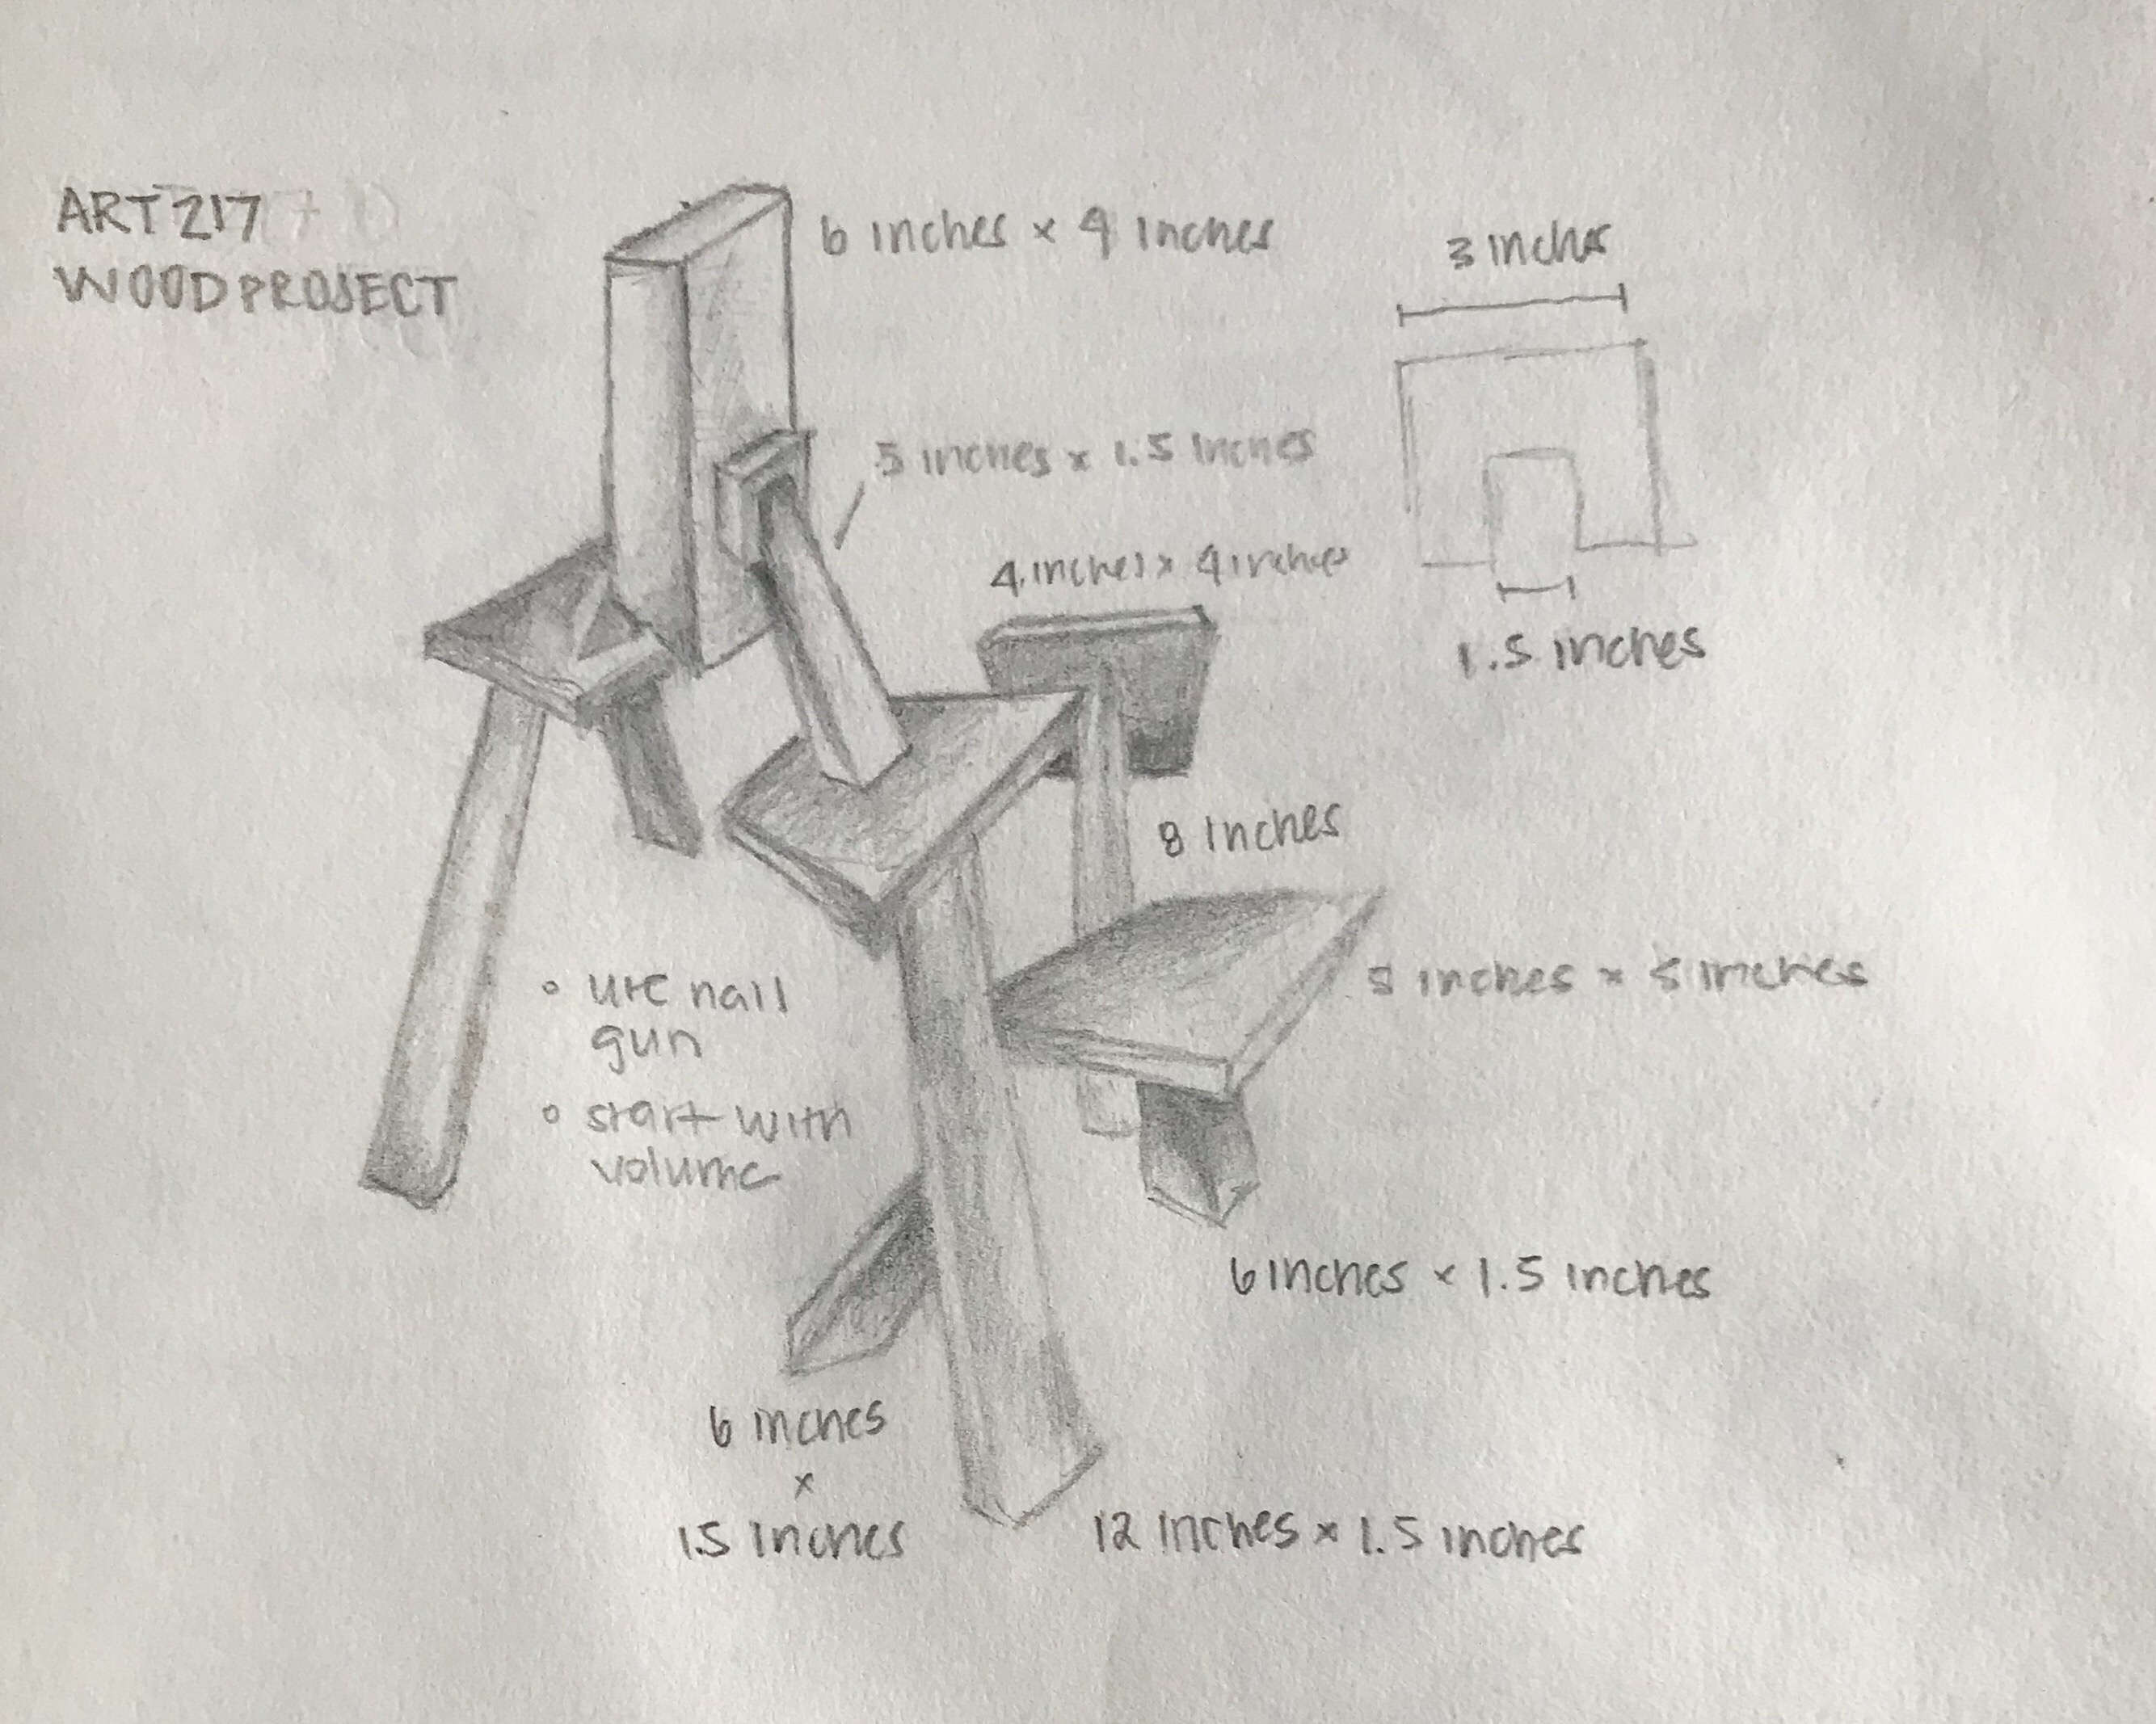 ART 217
WOOD PROJECT
6 inches x 4 inches
3 inches
5 inches x 1.5 inches
4 inches x 4 inches
1.5 inches
8 inches
5 inches x 5 inches
• use nail
gun
• start with
volume
6 inches x 1.5 inches
6 inches
x
1.5 inches
12 inches x 1.5 inches